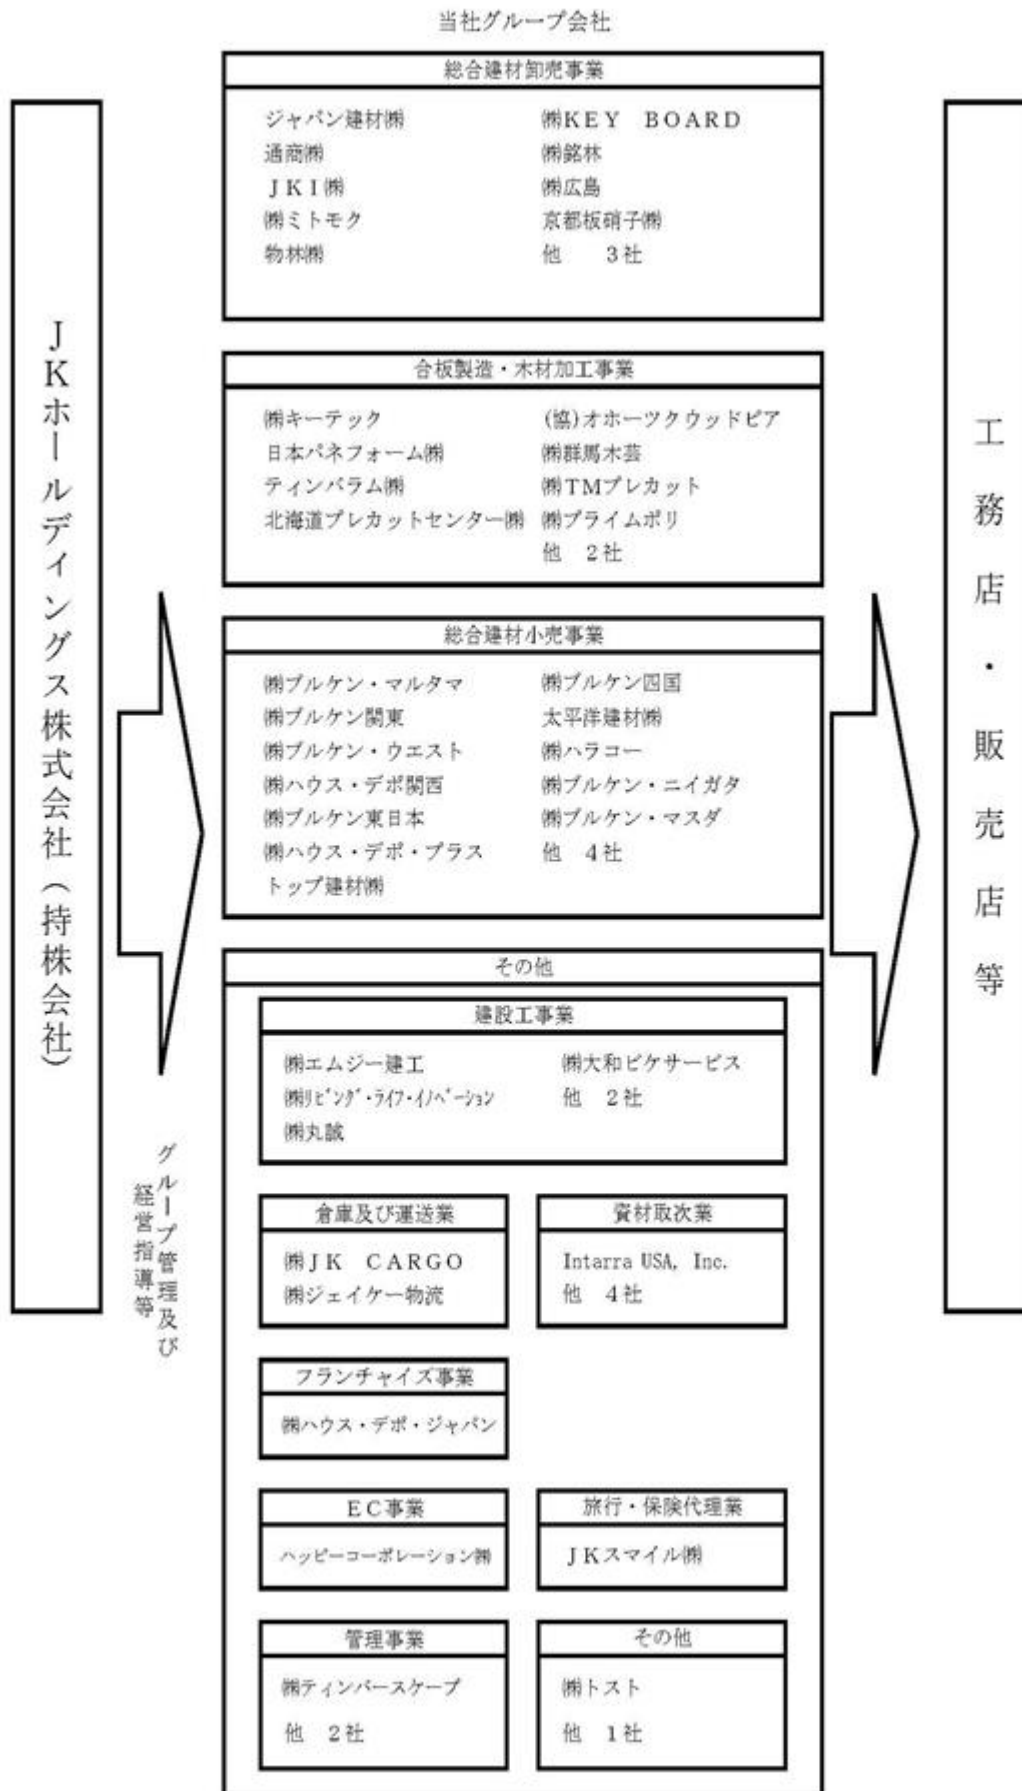 当社グループ会社
JKホールディングス株式会社(持株会社)
グループ管理及び
経営指導等
総合建材卸売事業
ジャパン建材㈱
通商㈱
ＪＫＩ㈱
㈱ミトモク
物林㈱
㈱ＫＥＹ　ＢＯＡＲＤ
㈱銘林
㈱広島
京都板硝子㈱
他　　３社
合板製造・木材加工事業
㈱キーテック
日本パネフォーム㈱
ティンバラム㈱
北海道プレカットセンター㈱
(協)オホーツクウッドピア
㈱群馬木芸
㈱TMプレカット
㈱プライムポリ
他　２社
総合建材小売事業
㈱ブルケン・マルタマ
㈱ブルケン関東
㈱ブルケン・ウエスト
㈱ハウス・デポ関西
㈱ブルケン東日本
㈱ハウス・デポ・プラス
トップ建材㈱
㈱ブルケン四国
太平洋建材㈱
㈱ハラコー
㈱ブルケン・ニイガタ
㈱ブルケン・マスダ
他　４社
その他
建設工事業
㈱エムジー建工
㈱ﾘﾋﾞﾝｸﾞ･ﾗｲﾌ･ｲﾉﾍﾞｰｼｮﾝ
㈱丸誠
㈱大和ピケサービス
他　２社
倉庫及び運送業
㈱ＪＫ　ＣＡＲＧＯ
㈱ジェイケー物流
資材取次業
Intarra USA, Inc.
他　４社
フランチャイズ事業
㈱ハウス・デポ・ジャパン
ＥＣ事業
ハッピーコーポレーション㈱
旅行・保険代理業
ＪＫスマイル㈱
管理事業
㈱ティンバースケープ
他　２社
その他
㈱トスト
他　１社
工務店・販売店等